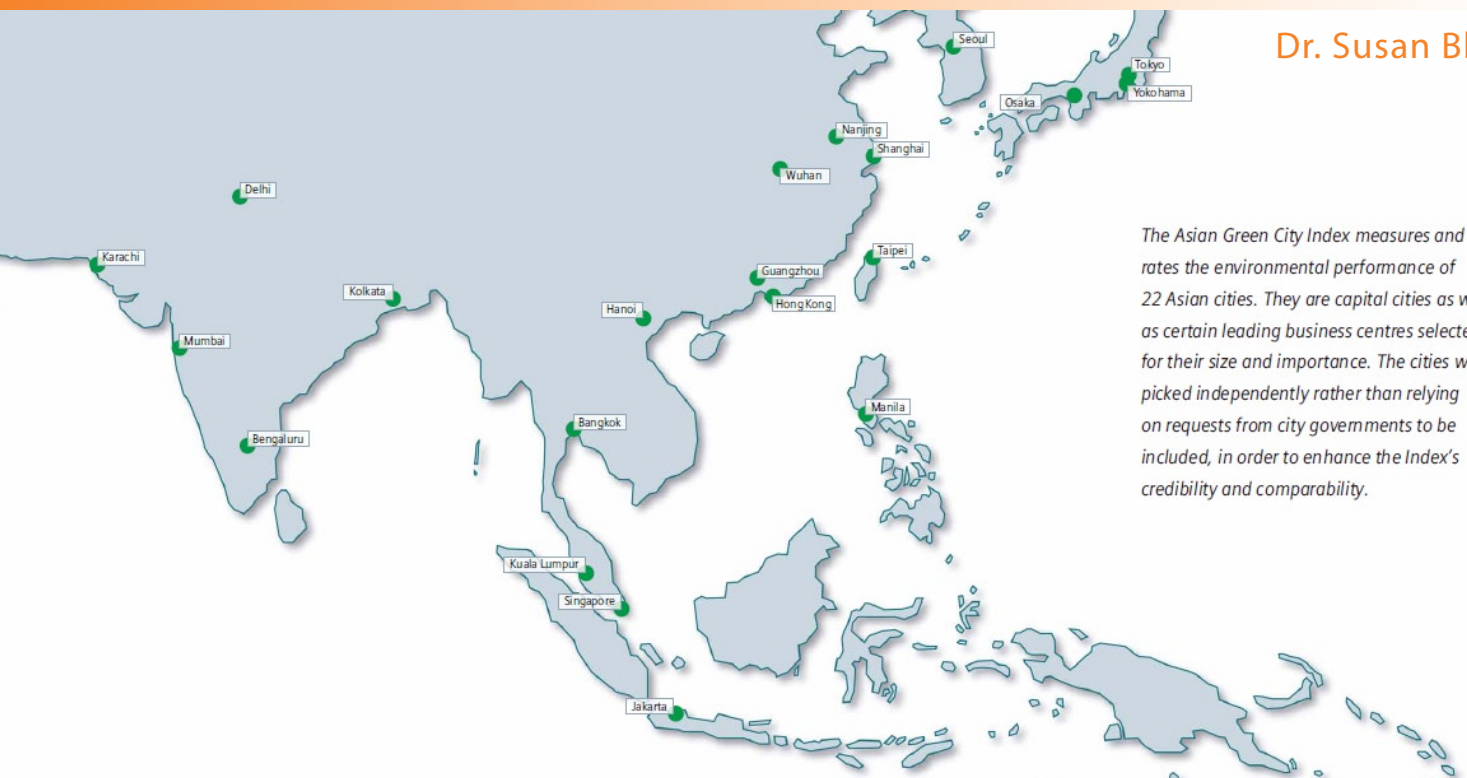 Dr. Susan Bl
Seoul
Tokyo
Yokohama
Osaka
Nanjing
Shanghai
Wuhan
Delhi
Karachi
Taipei
Guangzhou
Hong Kong
Kolkata
Hanoi
Mumbai
Manila
Bangkok
Bengaluru
Kuala Lumpur
Singapore
Jakarta
The Asian Green City Index measures and
rates the environmental performance of
22 Asian cities. They are capital cities as w
as certain leading business centres selecte
for their size and importance. The cities w
picked independently rather than relying
on requests from city governments to be
included, in order to enhance the Index's
credibility and comparability.